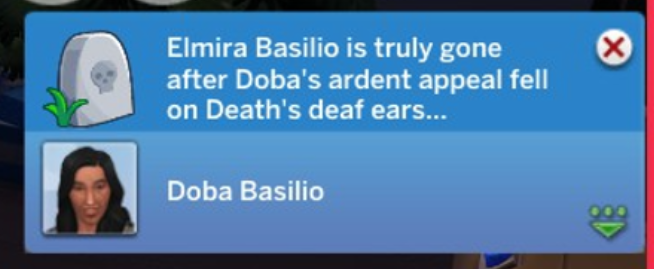 Elmira Basilio is truly gone
after Doba's ardent appeal fell
on Death's deaf ears...
Doba Basilio